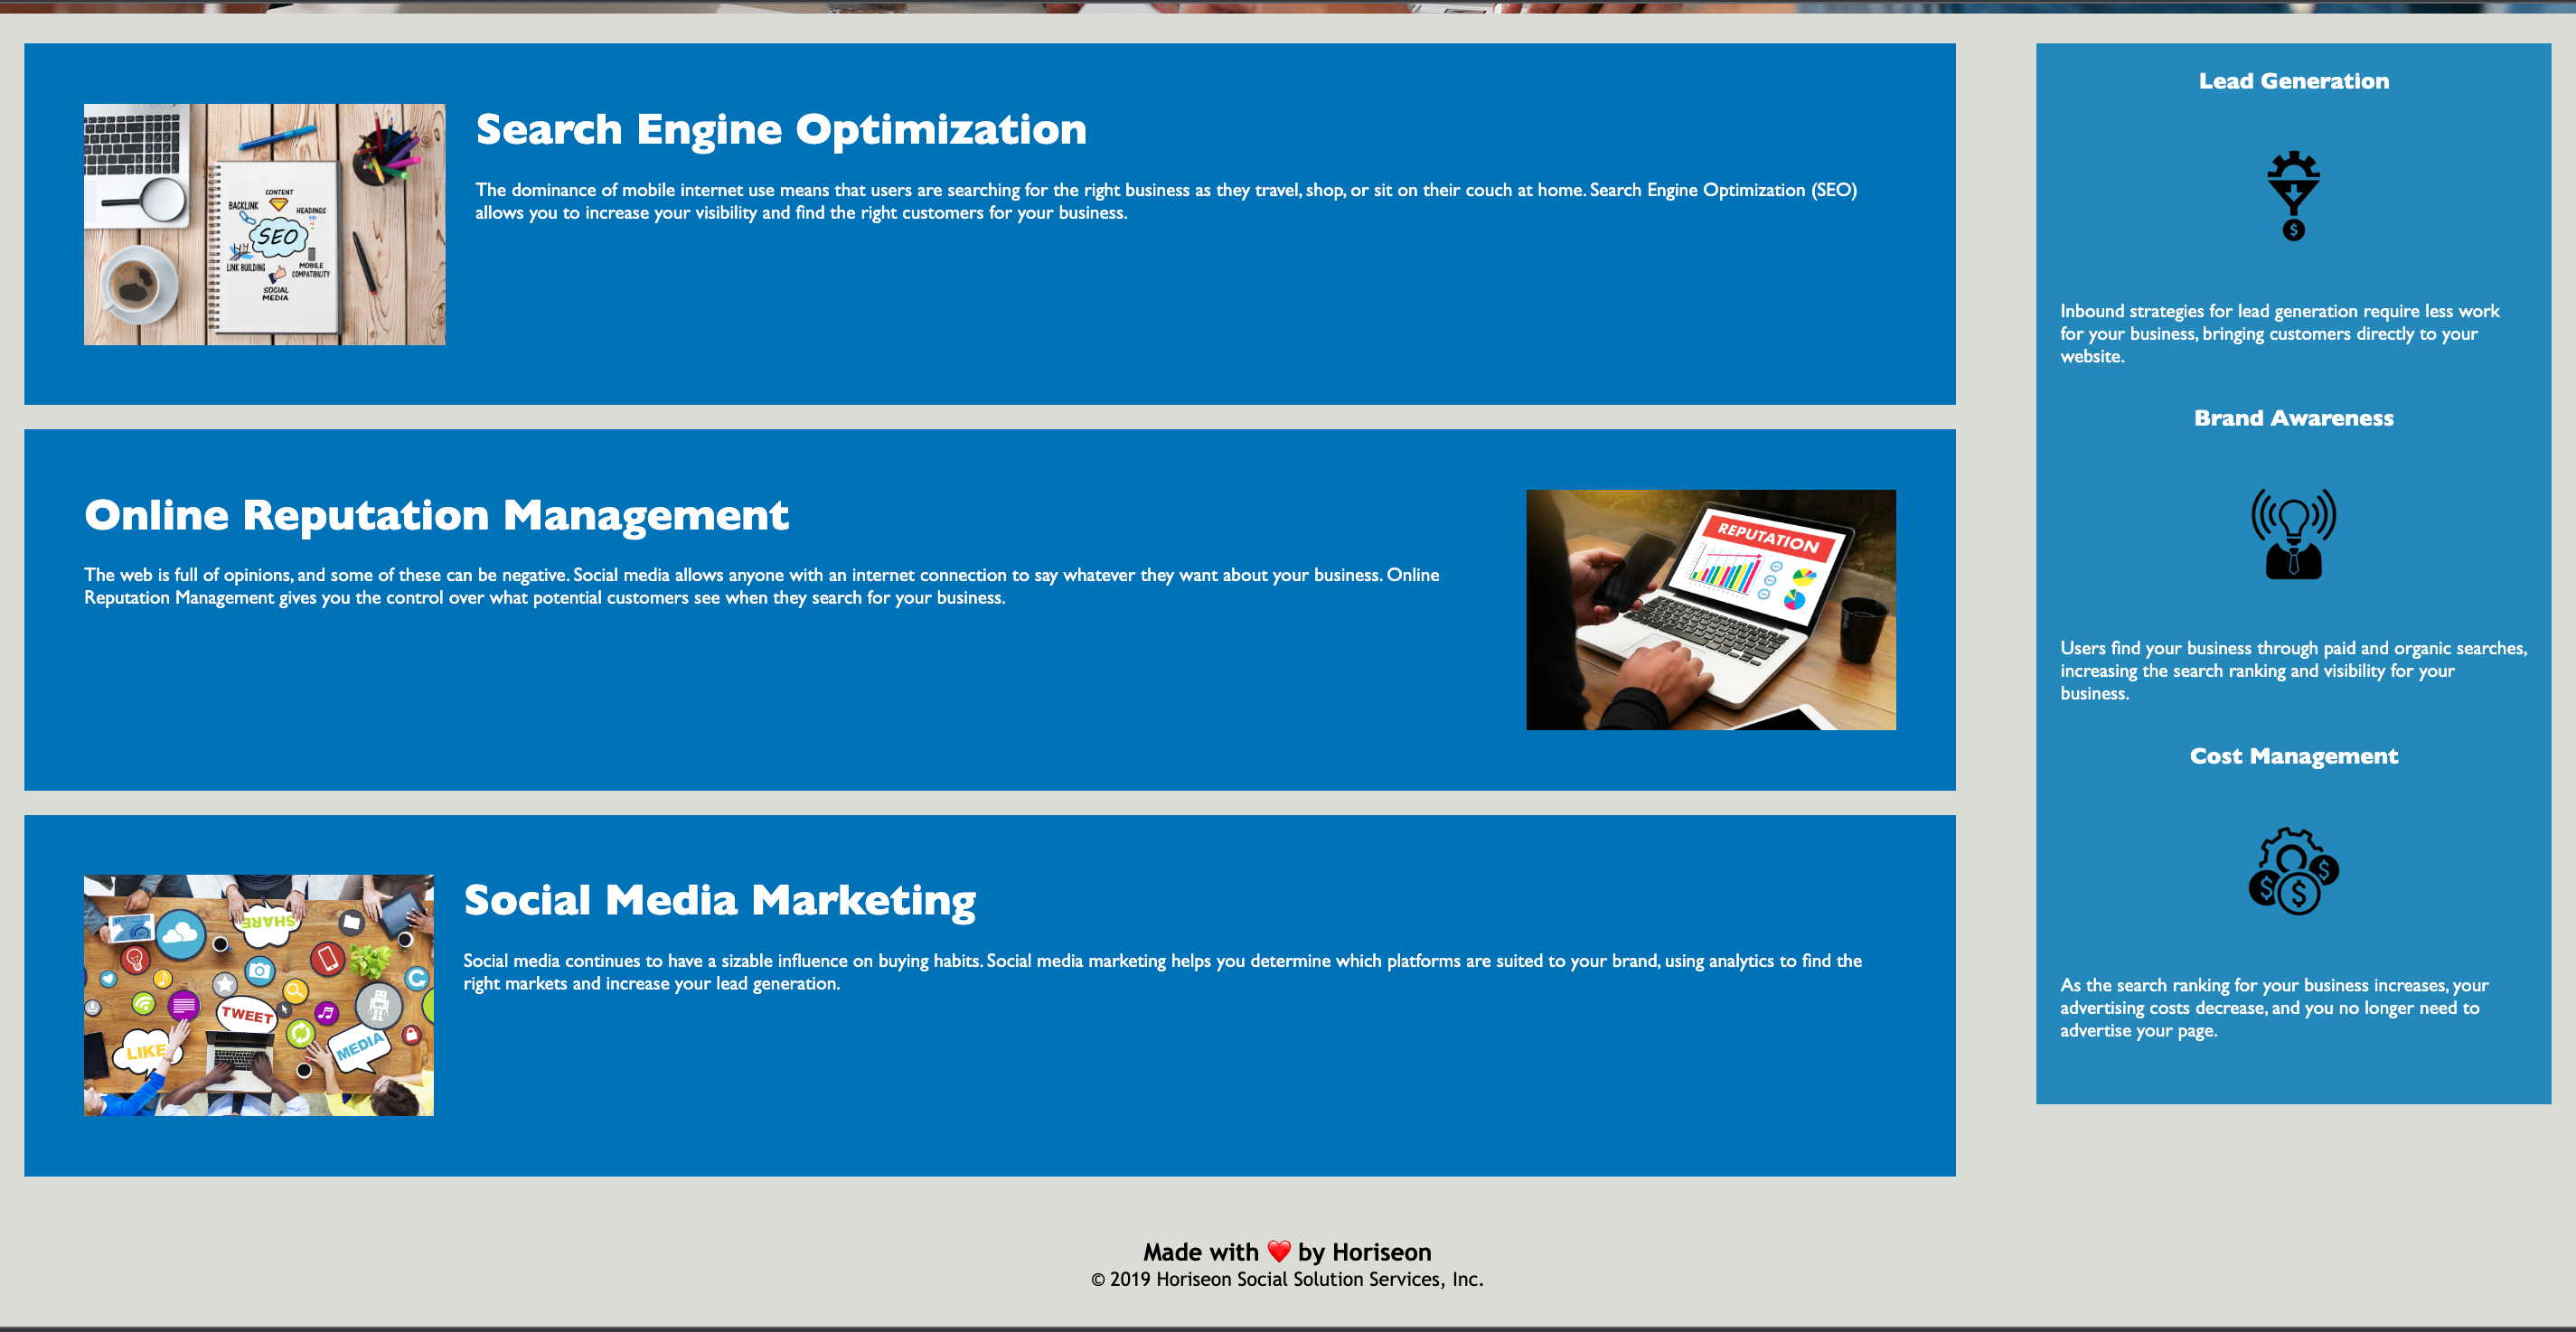 Search Engine Optimization
The dominance of mobile internet use means that users are searching for the right business as they travel, shop, or sit on their couch at home. Search Engine Optimization (SEO)
allows you to increase your visibility and find the right customers for your business.
CONTENT
BACKLINK
HEADINGS
SEO
LINK BUILDING
MOBILE
COMPATIBILITY
SOCIAL
MEDIA
Online Reputation Management
The web is full of opinions, and some of these can be negative. Social media allows anyone with an internet connection to say whatever they want about your business. Online
Reputation Management gives you the control over what potential customers see when they search for your business.
REPUTATION
Social Media Marketing
Social media continues to have a sizable influence on buying habits. Social media marketing helps you determine which platforms are suited to your brand, using analytics to find the
right markets and increase your lead generation.
SHARE
TWEET
LIKE
MEDIA
Lead Generation
Inbound strategies for lead generation require less work
for your business, bringing customers directly to your
website.
Brand Awareness
Users find your business through paid and organic searches,
increasing the search ranking and visibility for your
business.
Cost Management
As the search ranking for your business increases, your
advertising costs decrease, and you no longer need to
advertise your page.
Made with ❤️ by Horiseon
© 2019 Horiseon Social Solution Services, Inc.